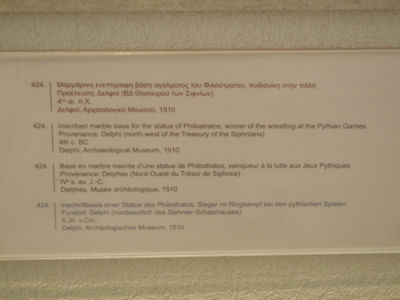 424. Μαρμάρινη ενεπίγραφη βάση αγάλματος του Φιλόστρατου, πυθιονίκη στην πάλη
Προέλευση: Δελφοί (ΒΔ Θησαυρού των Σιφνίων)
4ος αι. π.Χ.
Δελφοί, Αρχαιολογικό Μουσείο, 1510
424. Inscribed marble base for the statue of Philostratos, winner of the wrestling at the Pythian Games
Provenance: Delphi (north-west of the Treasury of the Siphnians)
4th c. BC
Delphi, Archaeological Museum, 1510
424. Base en marbre inscrite d'une statue de Philostratos, vainqueur à la lutte aux Jeux Pythiques
Provenance: Delphes (Nord-Ouest du Trésor de Siphnos)
IVe s. av. J.-C.
Delphes, Musée archéologique, 1510
424. Inschriftbasis einer Statue des Philostratos, Sieger im Ringkampf bei den pythischen Spielen
Fundort: Delphi (nordwestlich des Siphnier-Schatzhauses)
4.Jh. v.Chr.
Delphi, Archäologisches Museum, 1510